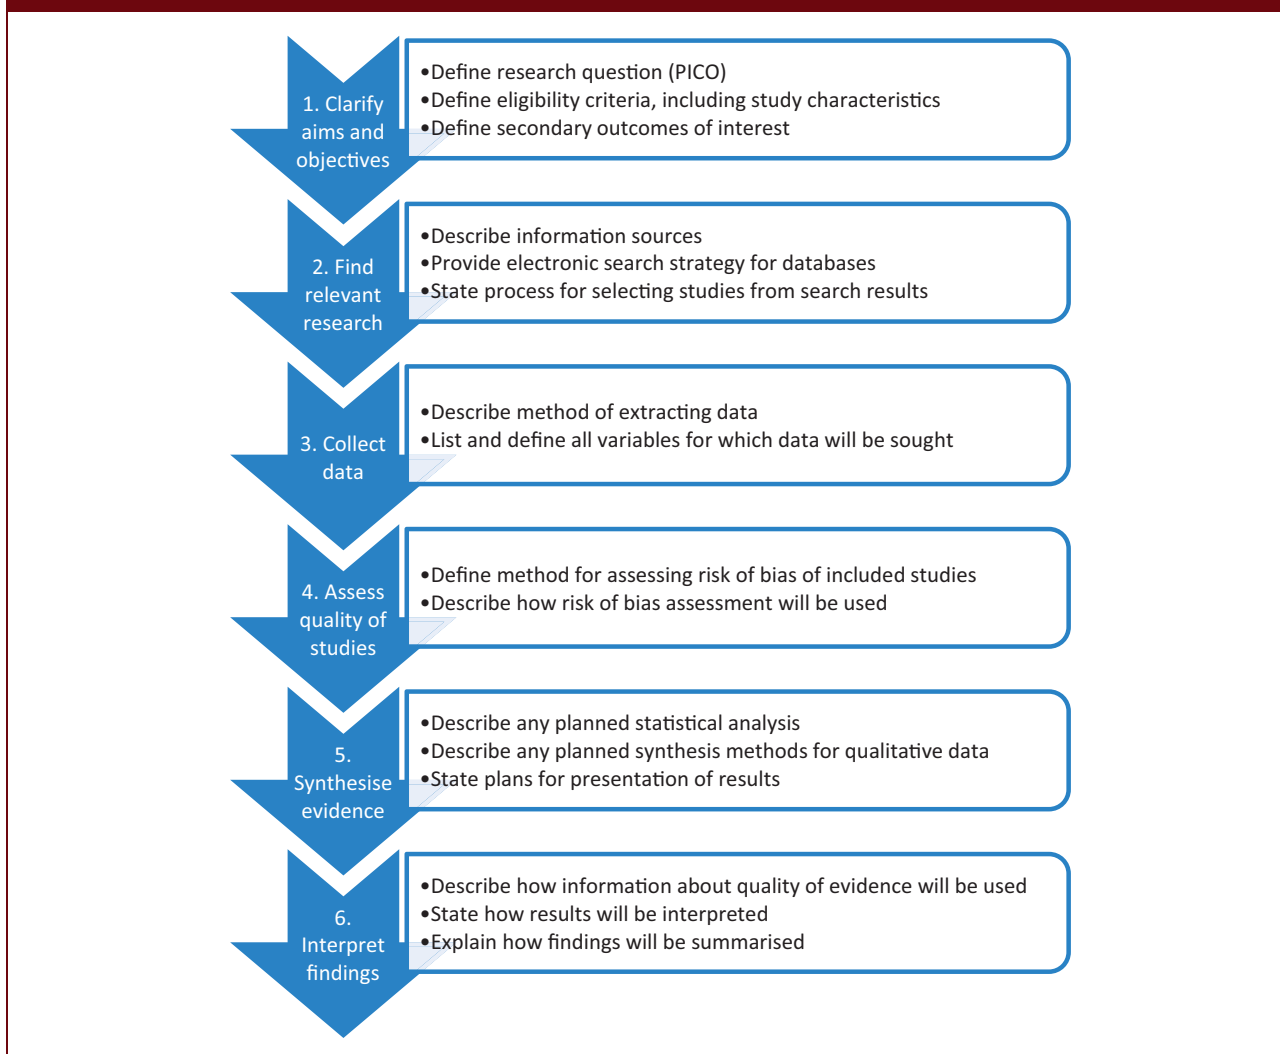 1. Clarify
aims and
objectives
•Define research question (PICO)
•Define eligibility criteria, including study characteristics
•Define secondary outcomes of interest
2. Find
relevant
research
•Describe information sources
•Provide electronic search strategy for databases
•State process for selecting studies from search results
3. Collect
data
•Describe method of extracting data
•List and define all variables for which data will be sought
4. Assess
quality of
studies
•Define method for assessing risk of bias of included studies
•Describe how risk of bias assessment will be used
5.
Synthesise
evidence
•Describe any planned statistical analysis
•Describe any planned synthesis methods for qualitative data
•State plans for presentation of results
6.
Interpret
findings
•Describe how information about quality of evidence will be used
•State how results will be interpreted
•Explain how findings will be summarised